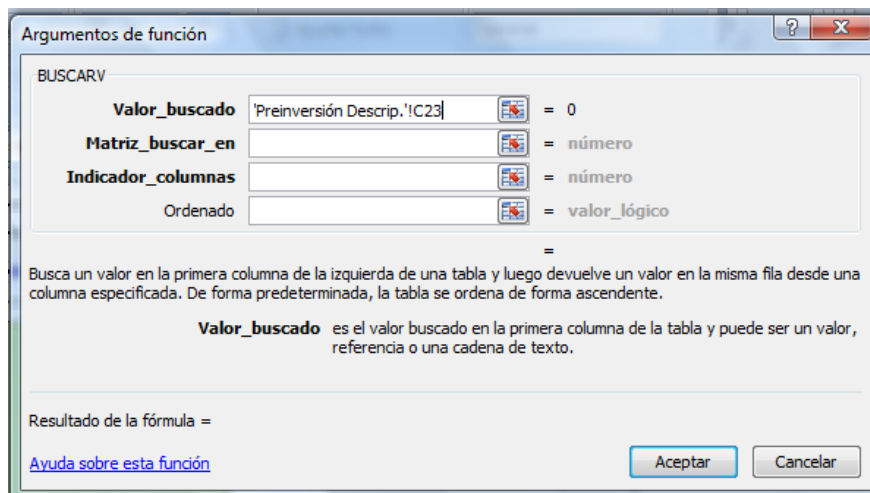 Argumentos de función
BUSCARV
Valor_buscado 'Preinversión Descrip.'!C23 = 0
Matriz_buscar_en = número
Indicador_columnas = número
Ordenado = valor_lógico
=
Busca un valor en la primera columna de la izquierda de una tabla y luego devuelve un valor en la misma fila desde una
columna especificada. De forma predeterminada, la tabla se ordena de forma ascendente.
Valor_buscado es el valor buscado en la primera columna de la tabla y puede ser un valor,
referencia o una cadena de texto.
Resultado de la fórmula =
Ayuda sobre esta función
Aceptar Cancelar